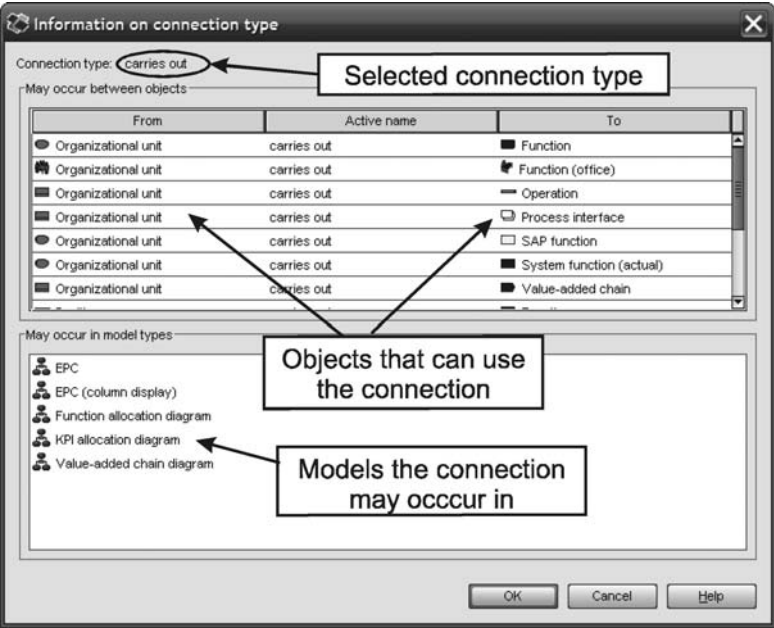 Information on connection type
Connection type: carries out
Selected connection type
May occur between objects
From Active name To
Organizational unit carries out Function
Organizational unit carries out Function (office)
Organizational unit carries out Operation
Organizational unit carries out Process interface
Organizational unit carries out SAP function
Organizational unit carries out System function (actual)
Organizational unit carries out Value-added chain
May occur in model types
Objects that can use
the connection
EPC
EPC (column display)
Function allocation diagram
KPI allocation diagram
Value-added chain diagram
Models the connection
may occcur in
OK Cancel Help